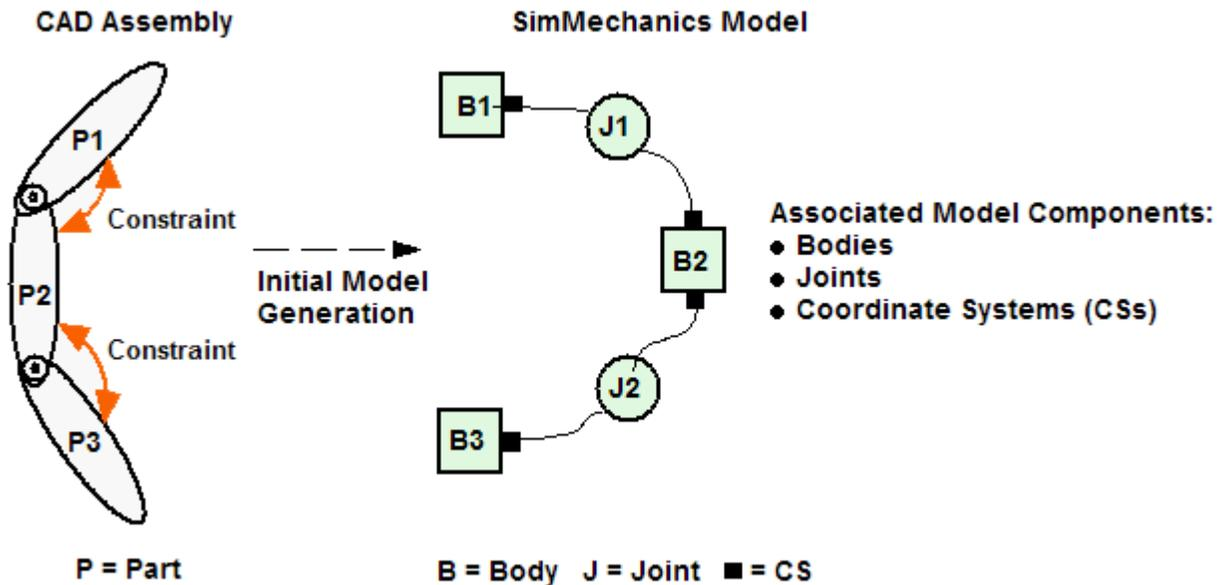 CAD Assembly
SimMechanics Model
P1
Constraint
P2
Constraint
P3
Initial Model
Generation
B1
J1
B2
J2
B3
Associated Model Components:
● Bodies
● Joints
● Coordinate Systems (CSs)
P = Part
B = Body J = Joint ■ = CS